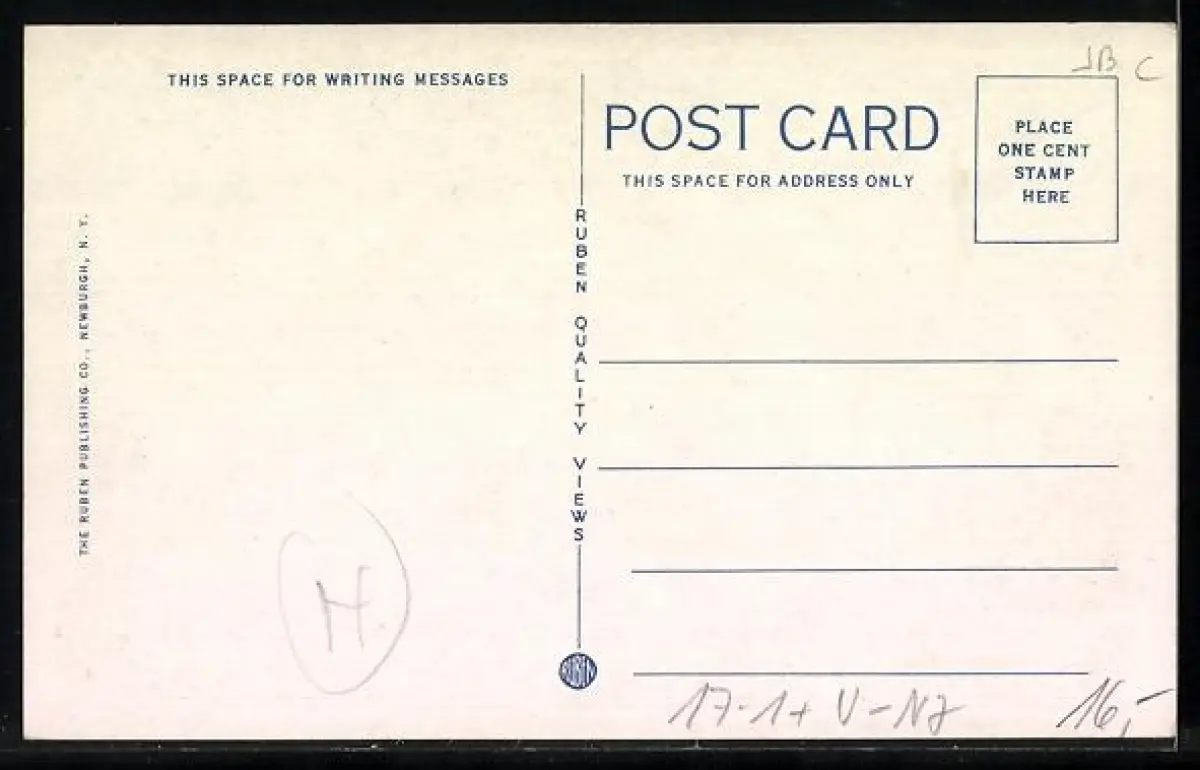 JB C
THIS SPACE FOR WRITING MESSAGES
POST CARD
THIS SPACE FOR ADDRESS ONLY
PLACE
ONE CENT
STAMP
HERE
THE RUBEN PUBLISHING CO., NEWBURGH, N. Y.
RUBEN QUALITY VIEWS
H.
RUBEN
17-1+ V-NJ
16,-